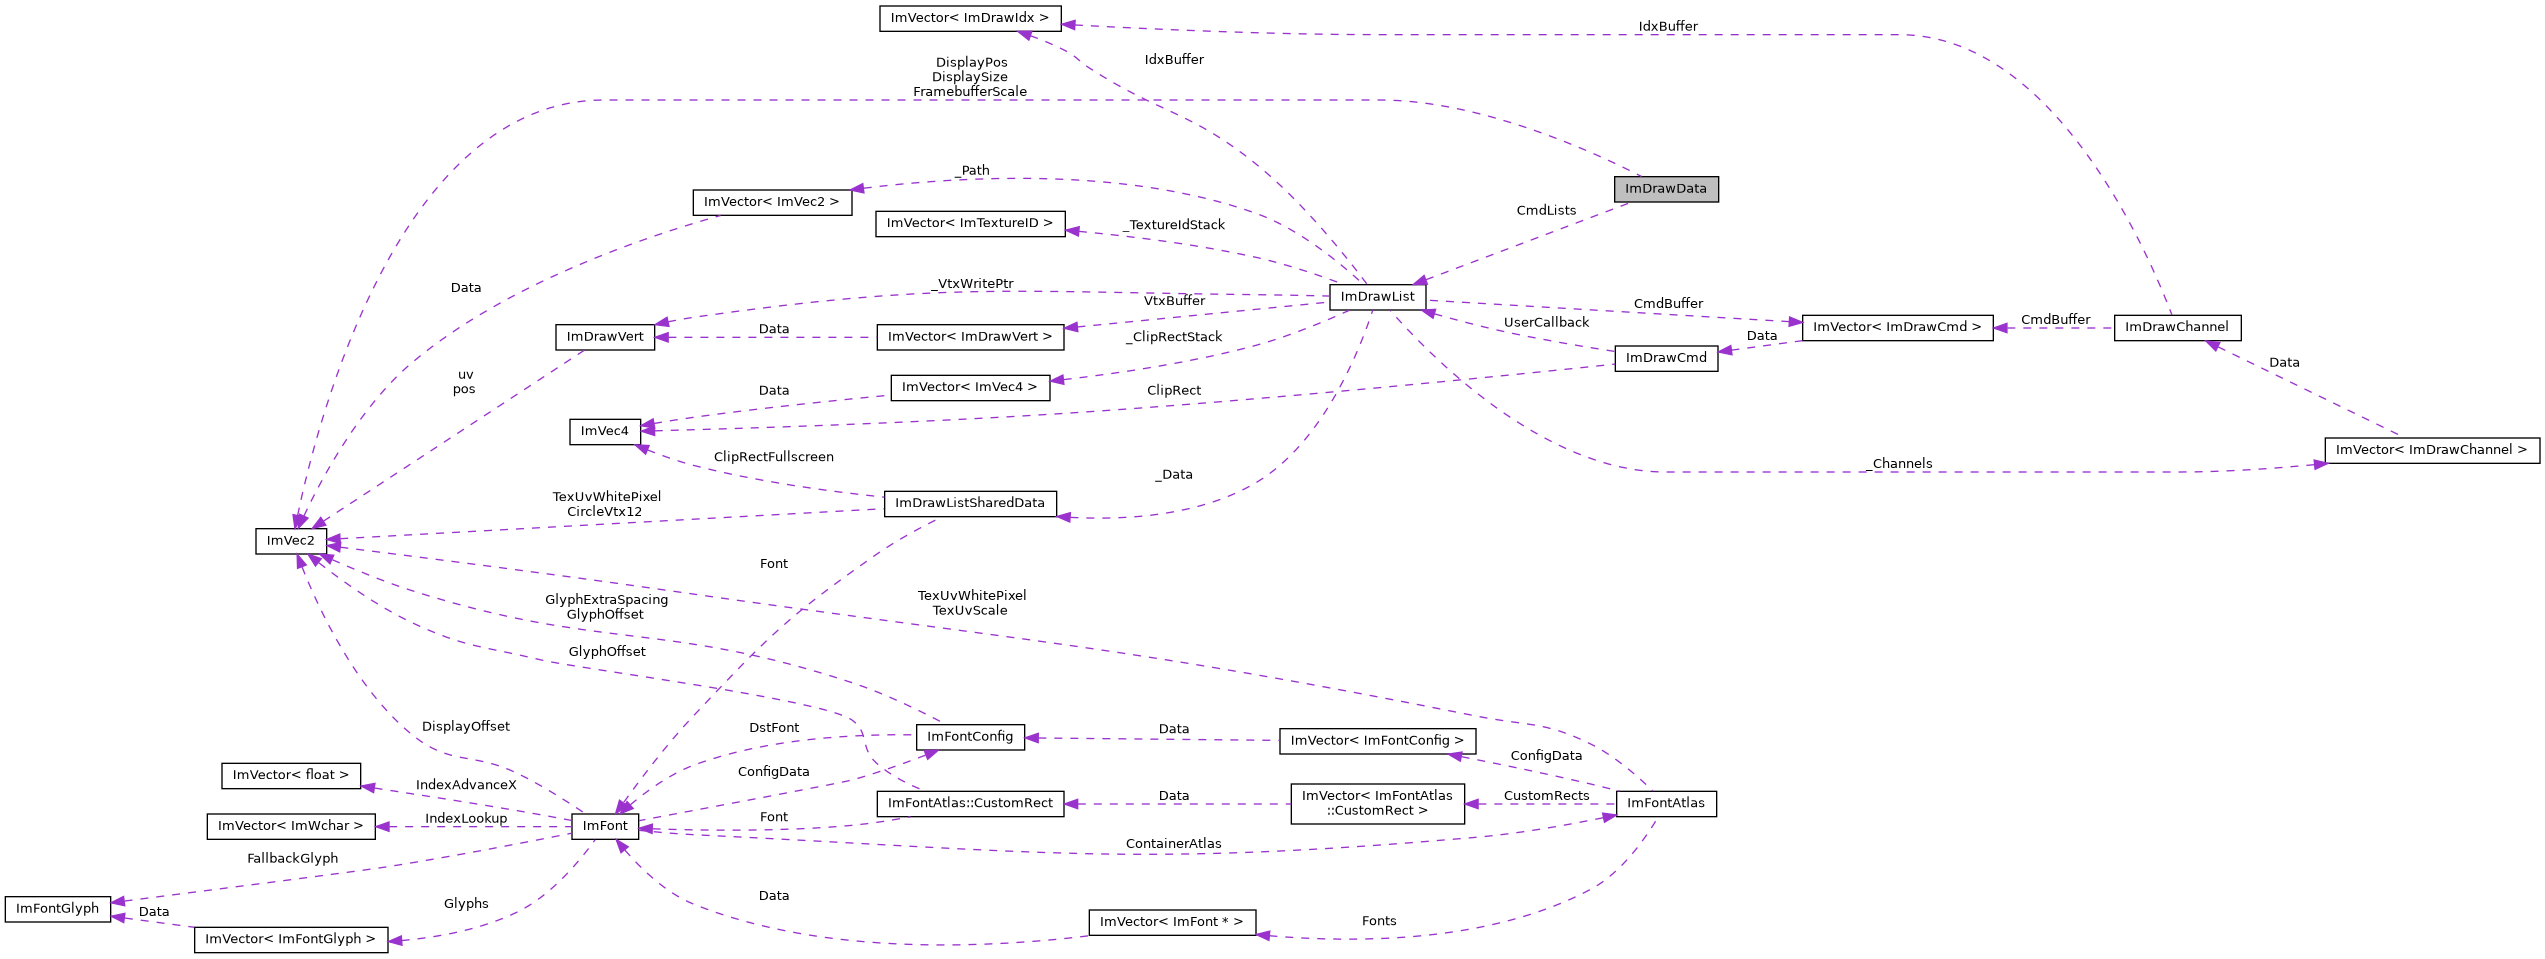 ImVector< ImDrawIdx >
IdxBuffer
IdxBuffer
DisplayPos
DisplaySize
FramebufferScale
_Path
ImDrawData
ImVector< ImVec2 >
CmdLists
ImVector< ImTextureID >
_TextureIdStack
Data
_VtxWritePtr
ImDrawList
VtxBuffer
CmdBuffer
UserCallback
CmdBuffer
ImVector< ImDrawCmd >
ImDrawChannel
ImDrawVert
Data
ImVector< ImDrawVert >
_ClipRectStack
Data
ImDrawCmd
Data
uv
pos
Data
ImVector< ImVec4 >
ClipRect
ImVec4
ClipRectFullscreen
ImVector< ImDrawChannel >
_Channels
_Data
TexUvWhitePixel
CircleVtx12
ImDrawListSharedData
ImVec2
Font
GlyphExtraSpacing
GlyphOffset
TexUvWhitePixel
TexUvScale
GlyphOffset
DisplayOffset
DstFont
ImFontConfig
Data
ImVector< ImFontConfig >
ConfigData
ImVector< float >
IndexAdvanceX
ConfigData
ImFontAtlas::CustomRect
Data
ImVector< ImFontAtlas
::CustomRect >
CustomRects
ImFontAtlas
ImVector< ImWchar >
IndexLookup
ImFont
Font
ContainerAtlas
FallbackGlyph
Glyphs
Data
ImFontGlyph
Data
ImVector< ImFont * >
Fonts
ImVector< ImFontGlyph >